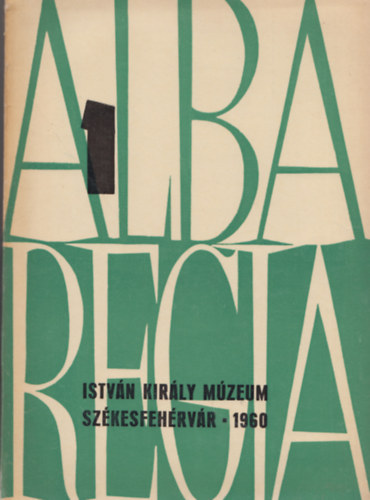 ALBA
1
REGIA
ISTVÁN KIRÁLY MÚZEUM
SZÉKESFEHÉRVÁR • 1960